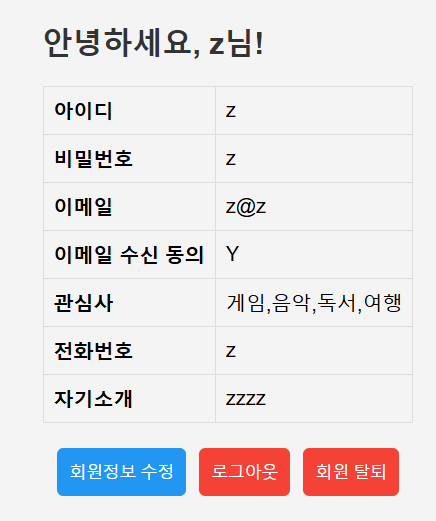 안녕하세요, z님!
아이디 z
비밀번호 z
이메일 z@z
이메일 수신 동의 Y
관심사 게임,음악,독서,여행
전화번호 z
자기소개 zzzz
회원정보 수정 로그아웃 회원 탈퇴